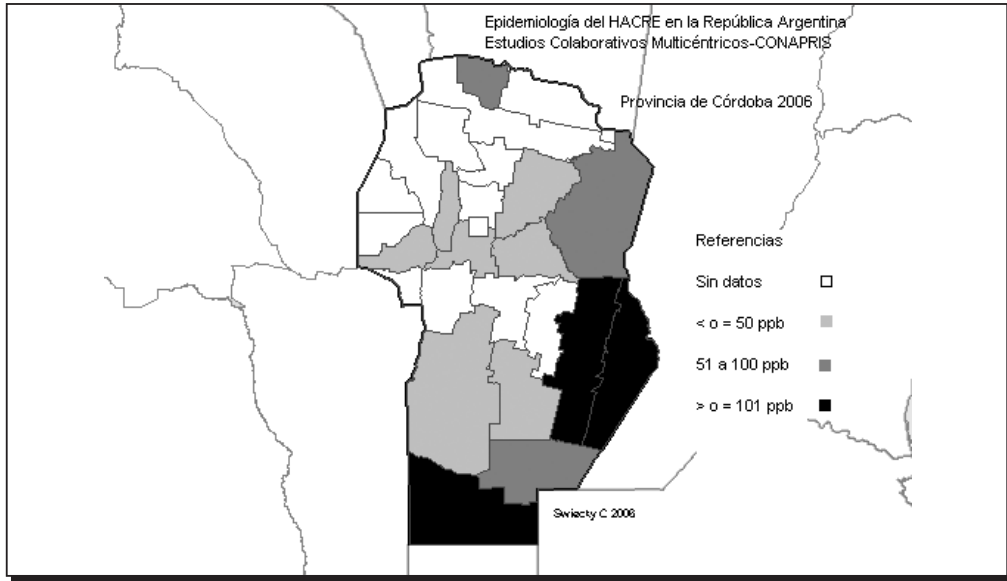 Epidemiología del HACRE en la República Argentina
Estudios Colaborativos Multicéntricos-CONAPRIS
Provincia de Córdoba 2006
Referencias
Sin datos
< o = 50 ppb
51 a 100 ppb
> o = 101 ppb
Swiecty C 2006